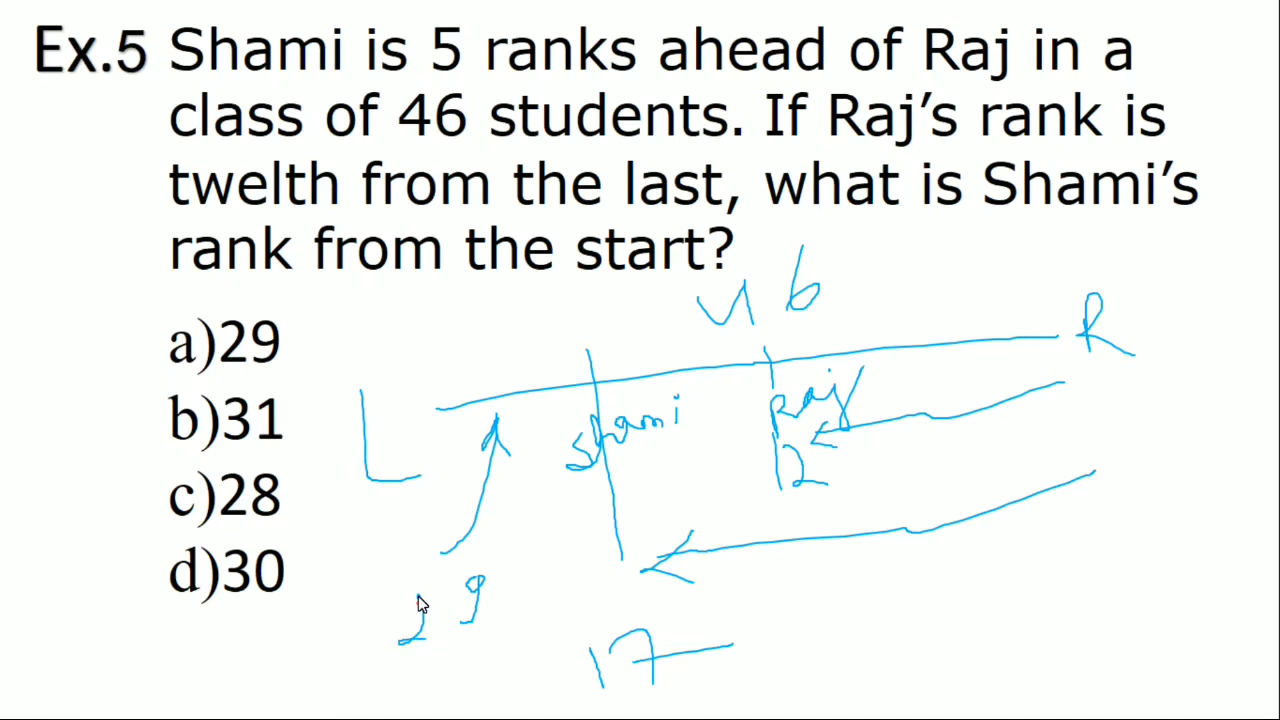 Ex.5 Shami is 5 ranks ahead of Raj in a
class of 46 students. If Raj’s rank is
twelth from the last, what is Shami’s
rank from the start?
46
R
a)29
L
Shami
Raj
b)31
12
c)28
d)30
29
17